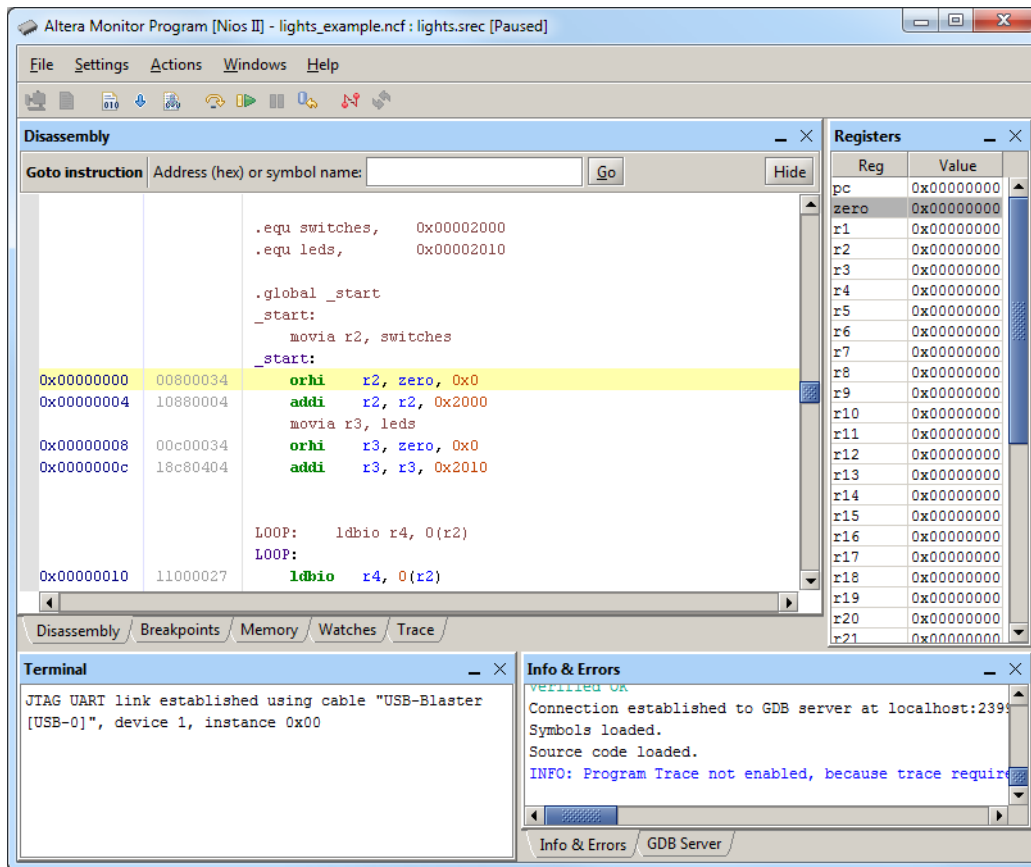 Altera Monitor Program [Nios II] - lights_example.ncf : lights.srec [Paused]
File Settings Actions Windows Help
Disassembly
Goto instruction Address (hex) or symbol name: Go Hide
.equ switches, 0x00002000
.equ leds, 0x00002010
.global _start
_start:
movia r2, switches
_start:
0x00000000 00800034 orhi r2, zero, 0x0
0x00000004 10880004 addi r2, r2, 0x2000
movia r3, leds
0x00000008 00c00034 orhi r3, zero, 0x0
0x0000000c 18c80404 addi r3, r3, 0x2010
LOOP: ldbio r4, 0(r2)
LOOP:
0x00000010 11000027 ldbio r4, 0(r2)
Disassembly Breakpoints Memory Watches Trace
Registers
Reg Value
pc 0x00000000
zero 0x00000000
r1 0x00000000
r2 0x00000000
r3 0x00000000
r4 0x00000000
r5 0x00000000
r6 0x00000000
r7 0x00000000
r8 0x00000000
r9 0x00000000
r10 0x00000000
r11 0x00000000
r12 0x00000000
r13 0x00000000
r14 0x00000000
r15 0x00000000
r16 0x00000000
r17 0x00000000
r18 0x00000000
r19 0x00000000
r20 0x00000000
r21 0x00000000
Terminal
JTAG UART link established using cable "USB-Blaster
[USB-0]", device 1, instance 0x00
Info & Errors
Verified OK
Connection established to GDB server at localhost:2399
Symbols loaded.
Source code loaded.
INFO: Program Trace not enabled, because trace require
Info & Errors GDB Server